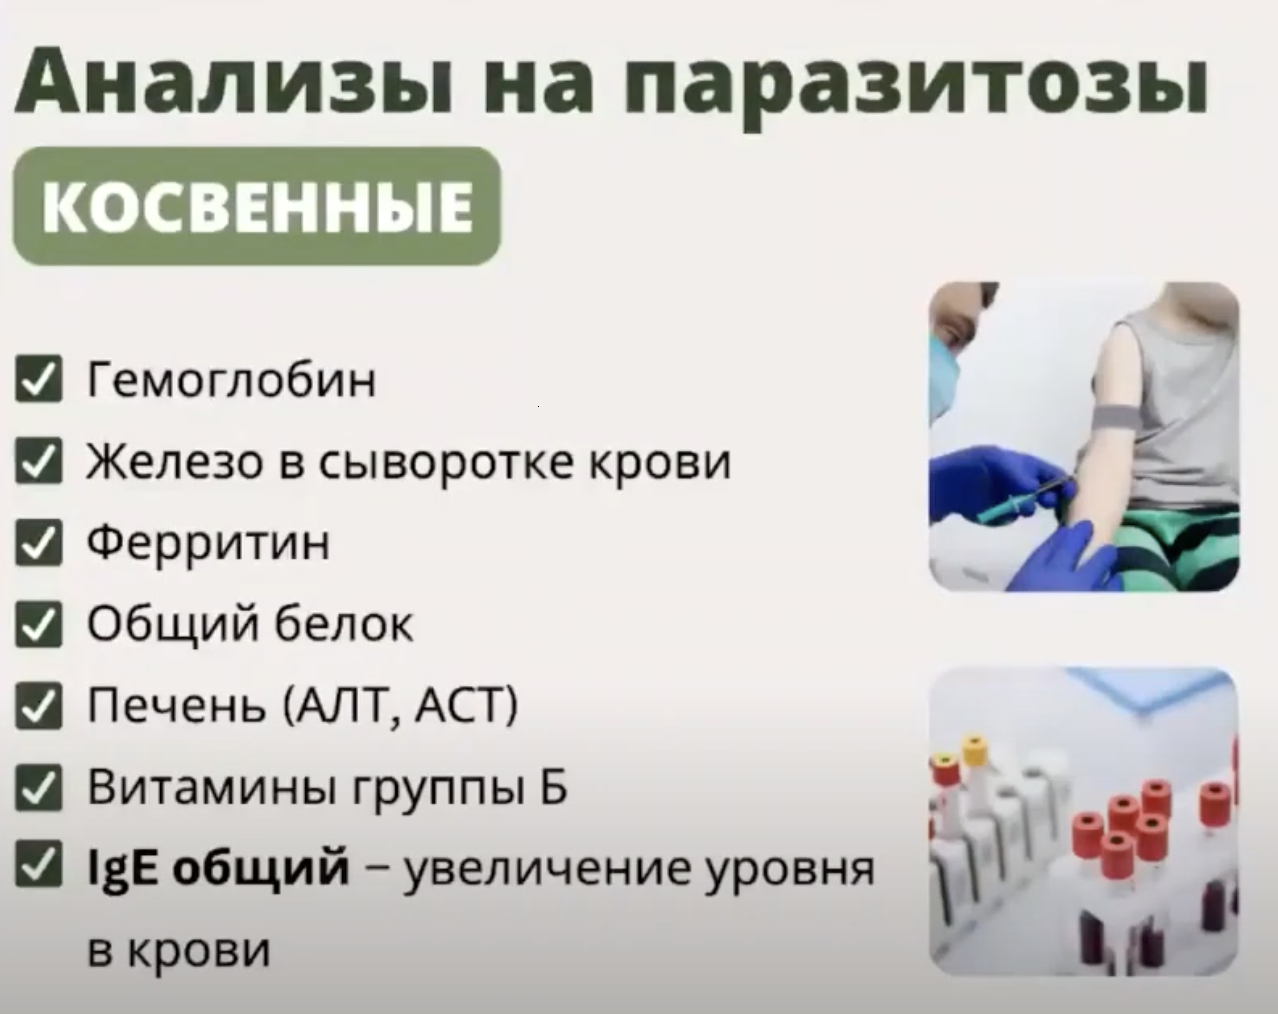 Анализы на паразитозы
КОСВЕННЫЕ
Гемоглобин
Железо в сыворотке крови
Ферритин
Общий белок
Печень (АЛТ, АСТ)
Витамины группы Б
IgE общий – увеличение уровня
в крови